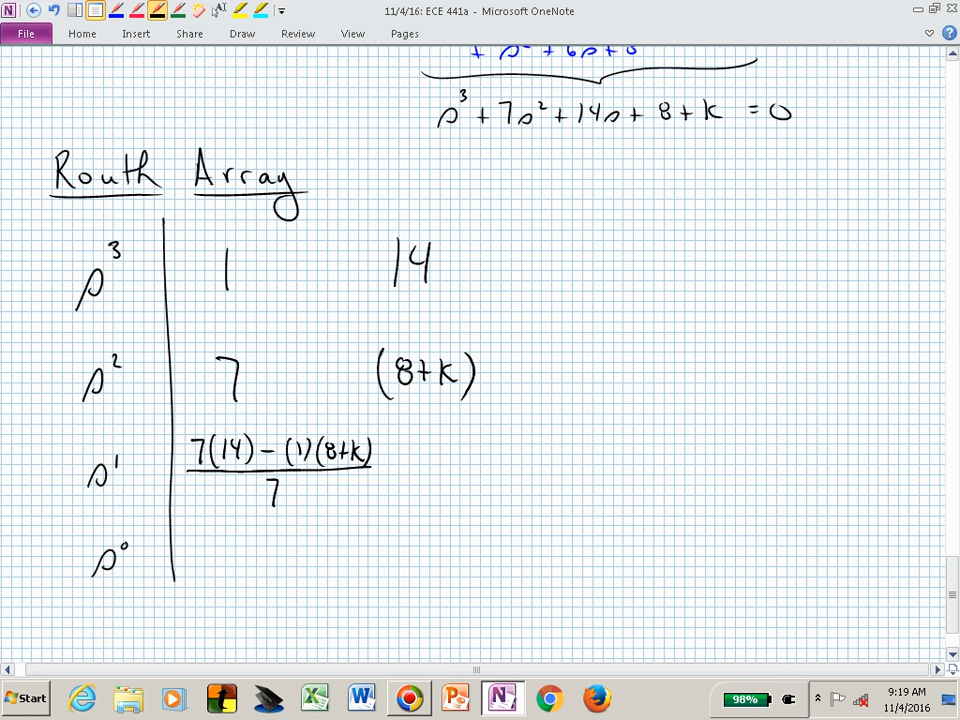 11/4/16: ECE 441a - Microsoft OneNote
File Home Insert Share Draw Review View Pages
s³ + 7s² + 14s + 8 + k = 0
Routh Array
s³ 1 14
s² 7 (8+k)
s¹ 7(14) - (1)(8+k)
7
s⁰
Start
98%
9:19 AM
11/4/2016